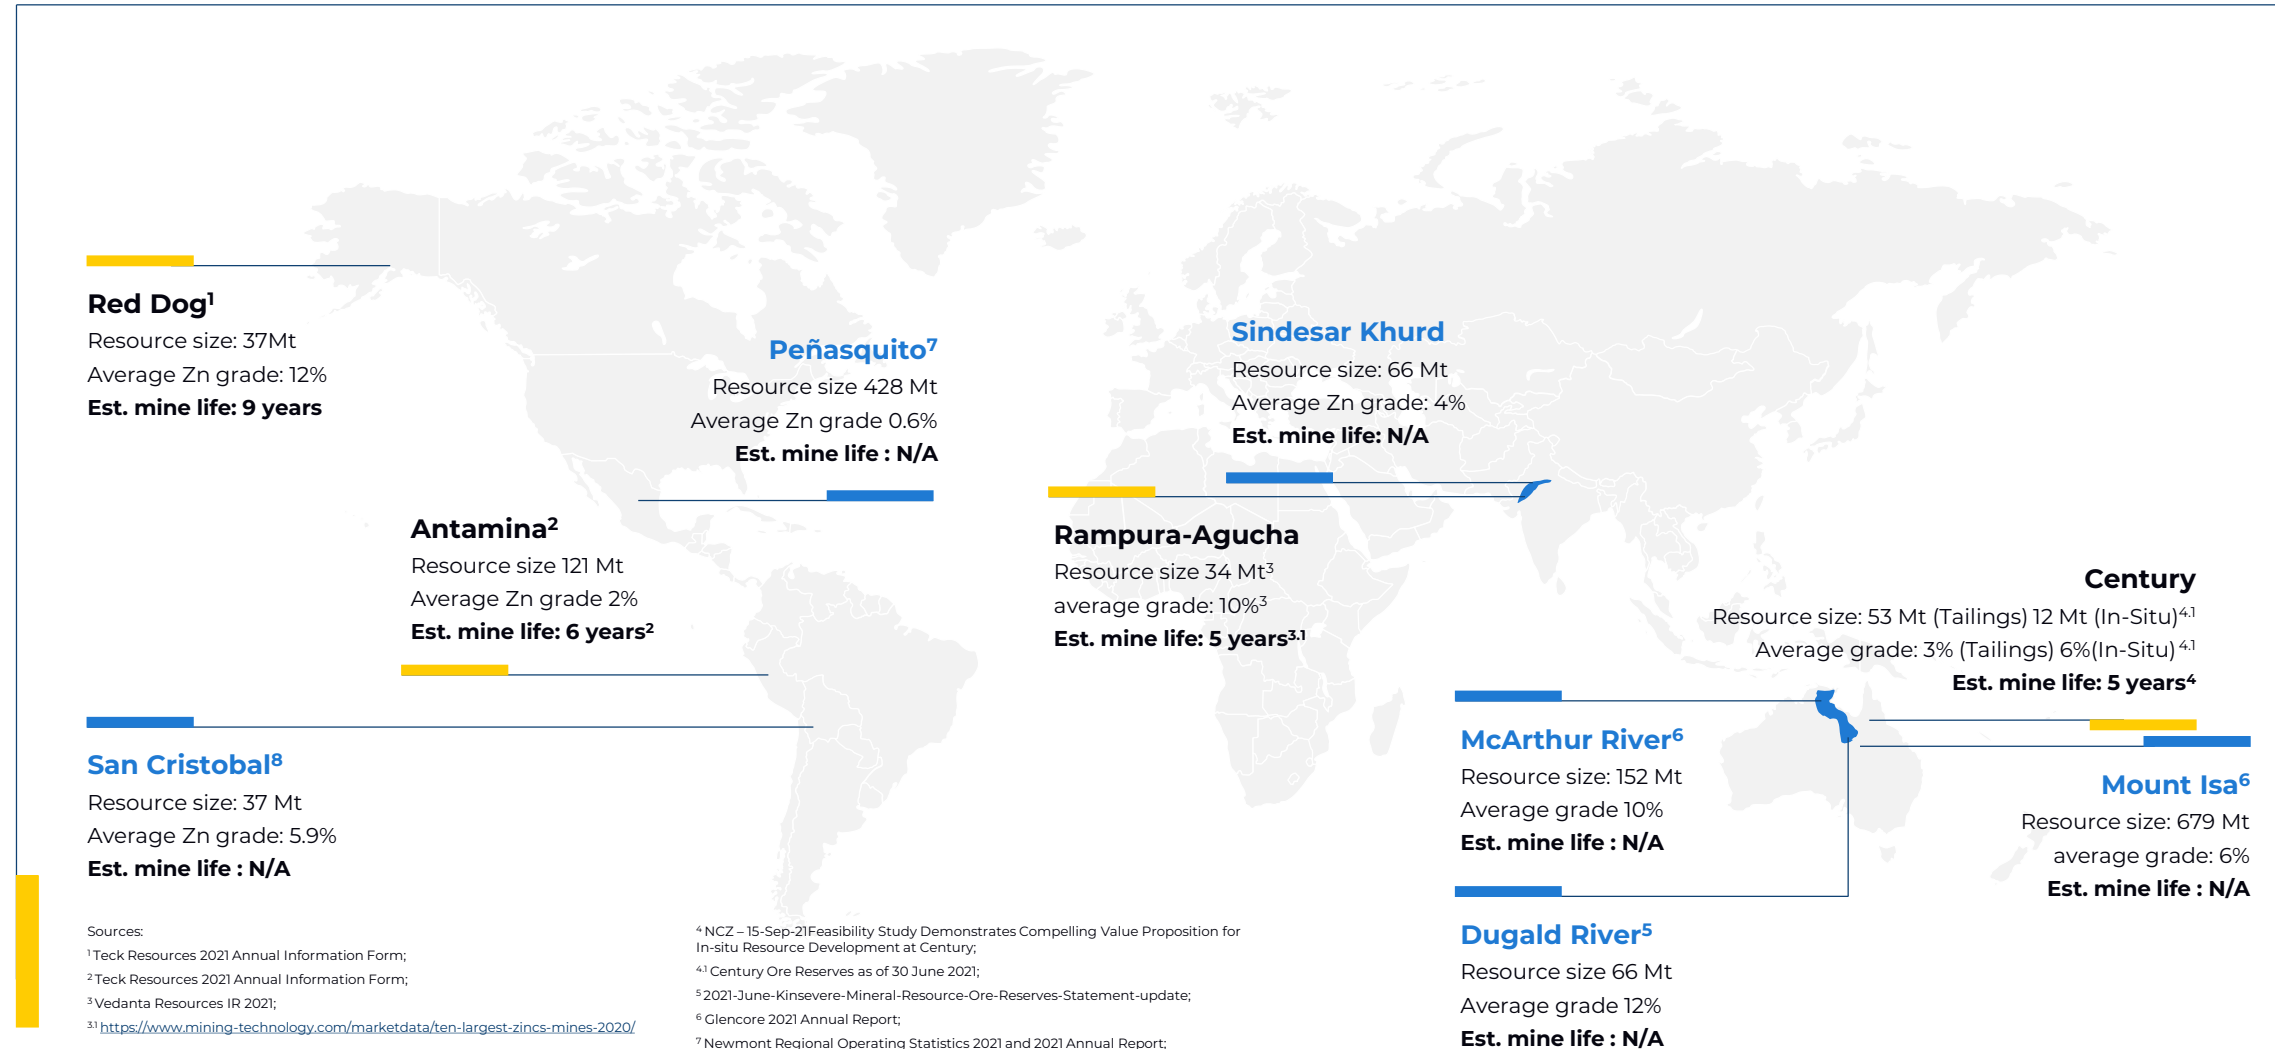 Red Dog¹
Resource size: 37Mt
Average Zn grade: 12%
Est. mine life: 9 years
Peñasquito⁷
Resource size 428 Mt
Average Zn grade 0.6%
Est. mine life : N/A
Sindesar Khurd
Resource size: 66 Mt
Average Zn grade: 4%
Est. mine life: N/A
Antamina²
Resource size 121 Mt
Average Zn grade 2%
Est. mine life: 6 years²
Rampura-Agucha
Resource size 34 Mt³
average grade: 10%³
Est. mine life: 5 years³·¹
Century
Resource size: 53 Mt (Tailings) 12 Mt (In-Situ)⁴·¹
Average grade: 3% (Tailings) 6%(In-Situ) ⁴·¹
Est. mine life: 5 years⁴
San Cristobal⁸
Resource size: 37 Mt
Average Zn grade: 5.9%
Est. mine life : N/A
McArthur River⁶
Resource size: 152 Mt
Average grade 10%
Est. mine life : N/A
Mount Isa⁶
Resource size: 679 Mt
average grade: 6%
Est. mine life : N/A
Dugald River⁵
Resource size 66 Mt
Average grade 12%
Est. mine life : N/A
Sources:
¹ Teck Resources 2021 Annual Information Form;
² Teck Resources 2021 Annual Information Form;
³ Vedanta Resources IR 2021;
³·¹ https://www.mining-technology.com/marketdata/ten-largest-zincs-mines-2020/
⁴ NCZ – 15-Sep-21Feasibility Study Demonstrates Compelling Value Proposition for
In-situ Resource Development at Century;
⁴·¹ Century Ore Reserves as of 30 June 2021;
⁵ 2021-June-Kinsevere-Mineral-Resource-Ore-Reserves-Statement-update;
⁶ Glencore 2021 Annual Report;
⁷ Newmont Regional Operating Statistics 2021 and 2021 Annual Report;